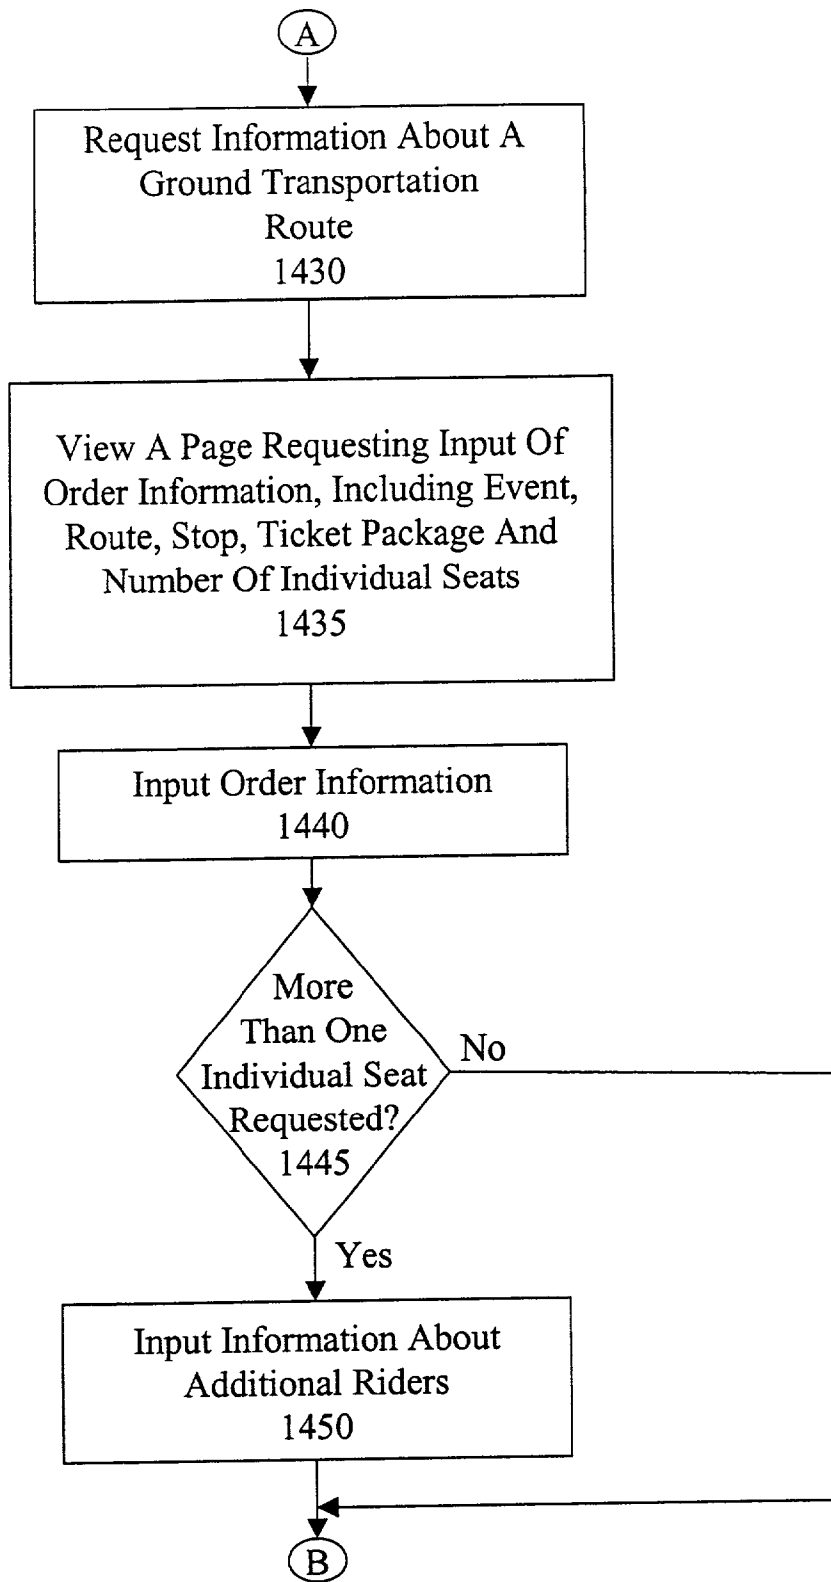 A
Request Information About A
Ground Transportation
Route
1430
View A Page Requesting Input Of
Order Information, Including Event,
Route, Stop, Ticket Package And
Number Of Individual Seats
1435
Input Order Information
1440
More
Than One
Individual Seat
Requested?
1445
No
Yes
Input Information About
Additional Riders
1450
B